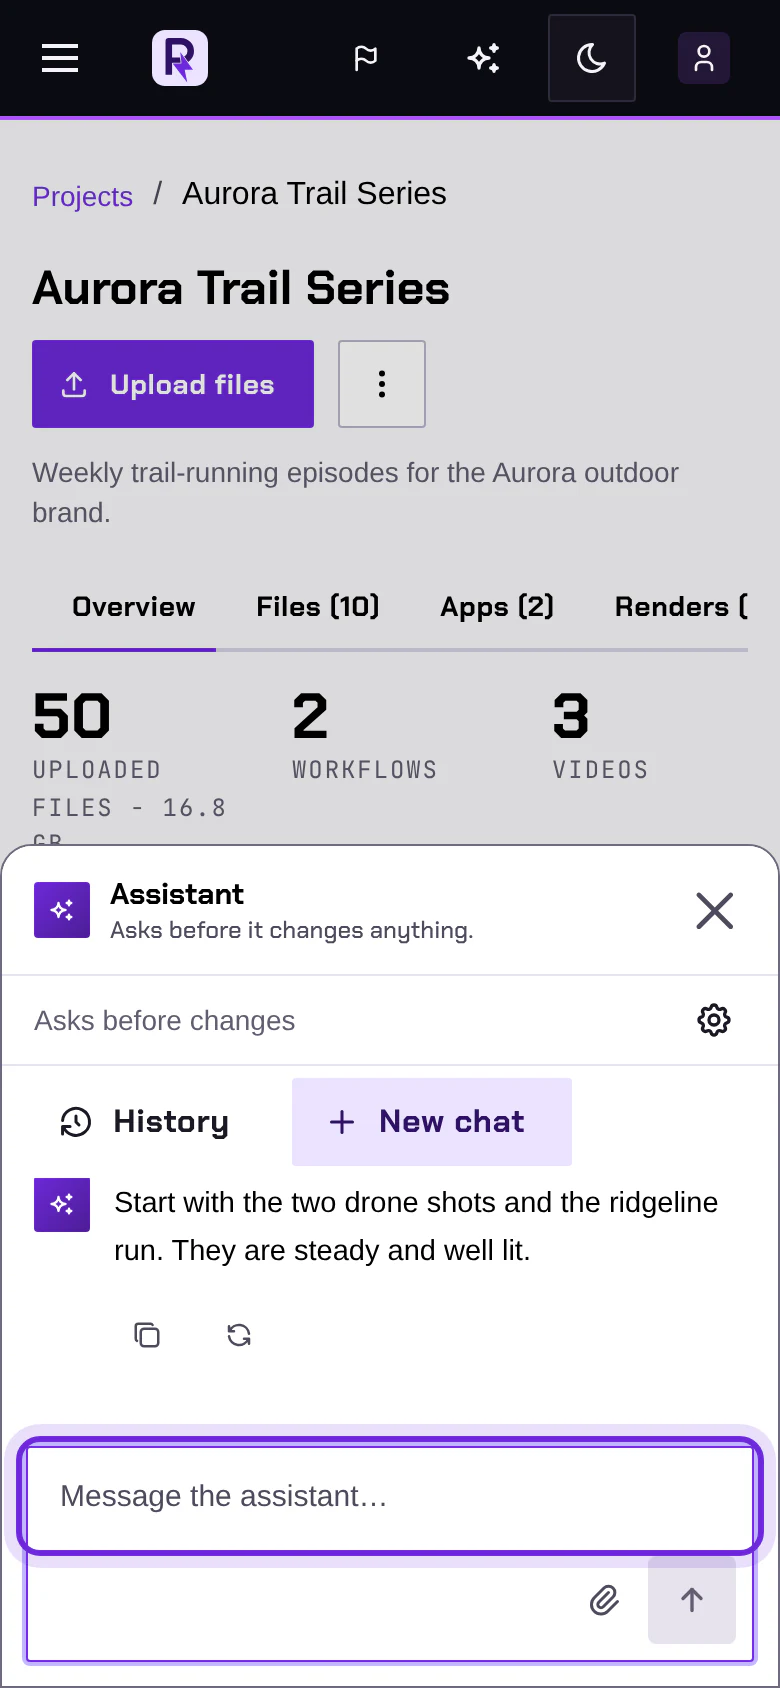 Projects / Aurora Trail Series
Aurora Trail Series
Upload files
Weekly trail-running episodes for the Aurora outdoor
brand.
Overview Files (10) Apps (2) Renders (
50 2 3
UPLOADED WORKFLOWS VIDEOS
FILES - 16.8
GB
Assistant
Asks before it changes anything.
Asks before changes
History + New chat
Start with the two drone shots and the ridgeline
run. They are steady and well lit.
Message the assistant…